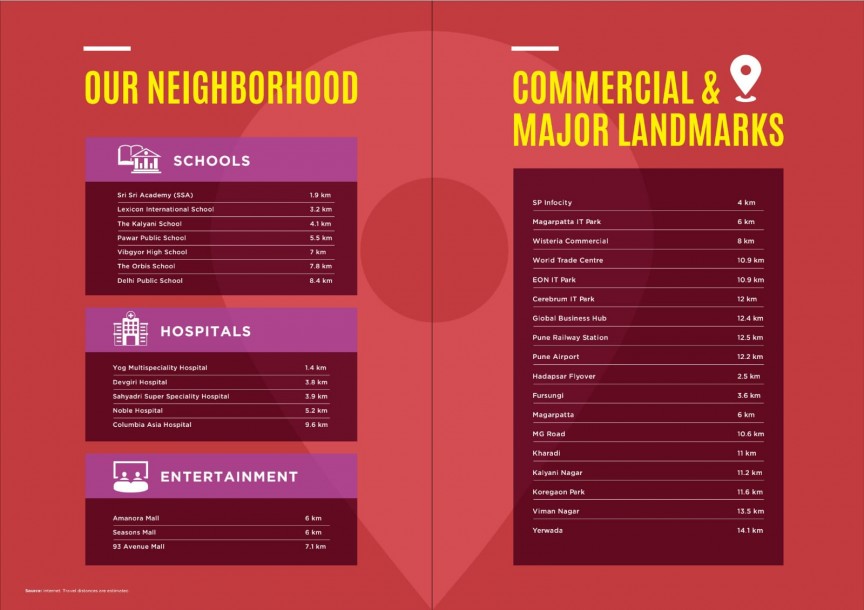 OUR NEIGHBORHOOD
SCHOOLS
Sri Sri Academy (SSA) 1.9 km
Lexicon International School 3.2 km
The Kalyani School 4.1 km
Pawar Public School 5.5 km
Vibgyor High School 7 km
The Orbis School 7.8 km
Delhi Public School 8.4 km
HOSPITALS
Yog Multispeciality Hospital 1.4 km
Devgiri Hospital 3.8 km
Sahyadri Super Speciality Hospital 3.9 km
Noble Hospital 5.2 km
Columbia Asia Hospital 9.6 km
ENTERTAINMENT
Amanora Mall 6 km
Seasons Mall 6 km
93 Avenue Mall 7.1 km
Source: Internet. Travel distances are estimates
COMMERCIAL &
MAJOR LANDMARKS
SP Infocity 4 km
Magarpatta IT Park 6 km
Wisteria Commercial 8 km
World Trade Centre 10.9 km
EON IT Park 10.9 km
Cerebrum IT Park 12 km
Global Business Hub 12.4 km
Pune Railway Station 12.5 km
Pune Airport 12.2 km
Hadapsar Flyover 2.5 km
Fursungi 3.6 km
Magarpatta 6 km
MG Road 10.6 km
Kharadi 11 km
Kalyani Nagar 11.2 km
Koregaon Park 11.6 km
Viman Nagar 13.5 km
Yerwada 14.1 km